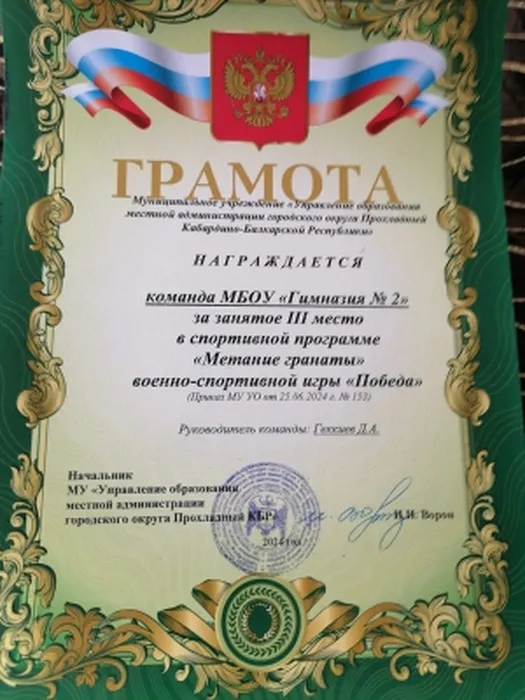 ГРАМОТА
Муниципальное учреждение «Управление образования
местной администрации городского округа Прохладный
Кабардино-Балкарской Республики»
НАГРАЖДАЕТСЯ
команда МБОУ «Гимназия № 2»
за занятое III место
в спортивной программе
«Метание гранаты»
военно-спортивной игры «Победа»
(Приказ МУ УО от 25.06.2024 г. № 153)
Руководитель команды: Геккиев Д.А.
Начальник
МУ «Управление образования
местной администрации
городского округа Прохладный КБР»
И.И. Воров
2024 год